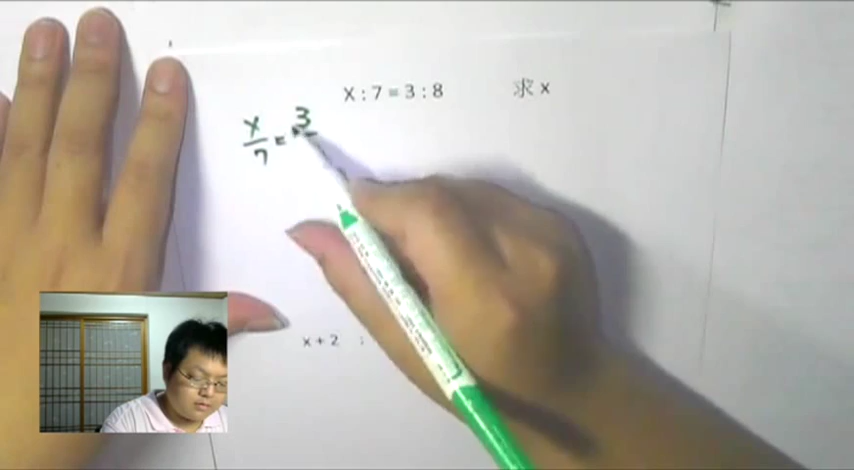 x : 7 = 3 : 8 求 x
x/7 = 3
x + 2 :